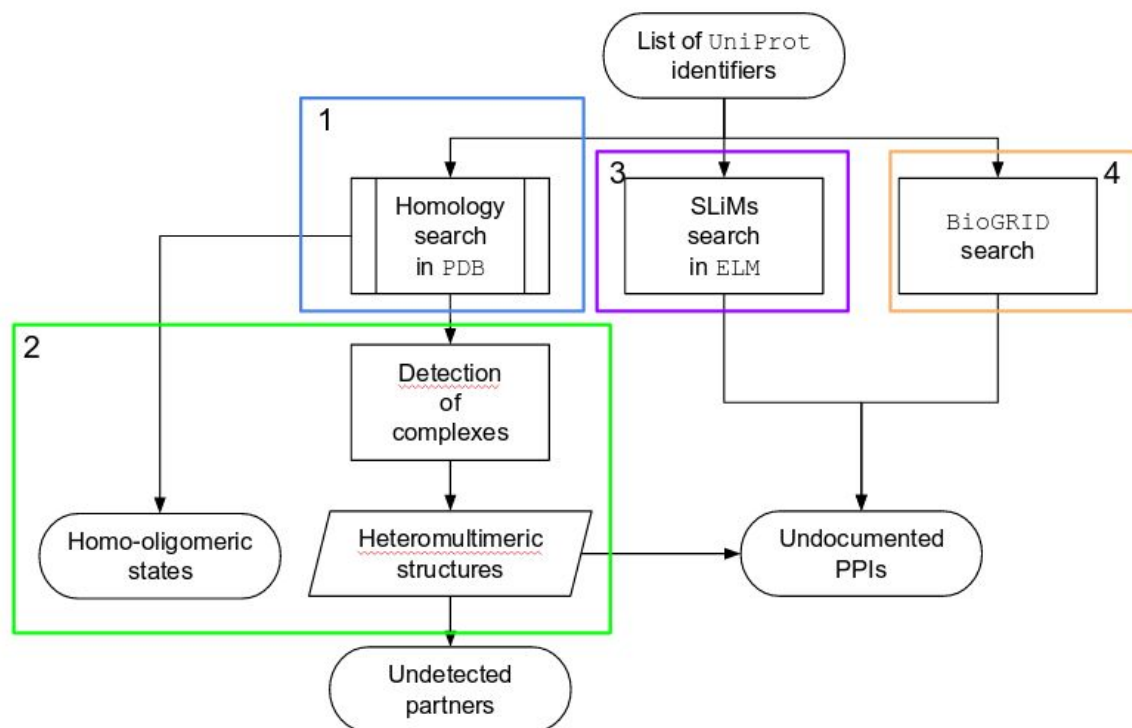 List of UniProt
identifiers
1
Homology
search
in PDB
3
SLiMs
search
in ELM
4
BioGRID
search
2
Detection
of
complexes
Homo-oligomeric
states
Heteromultimeric
structures
Undocumented
PPIs
Undetected
partners